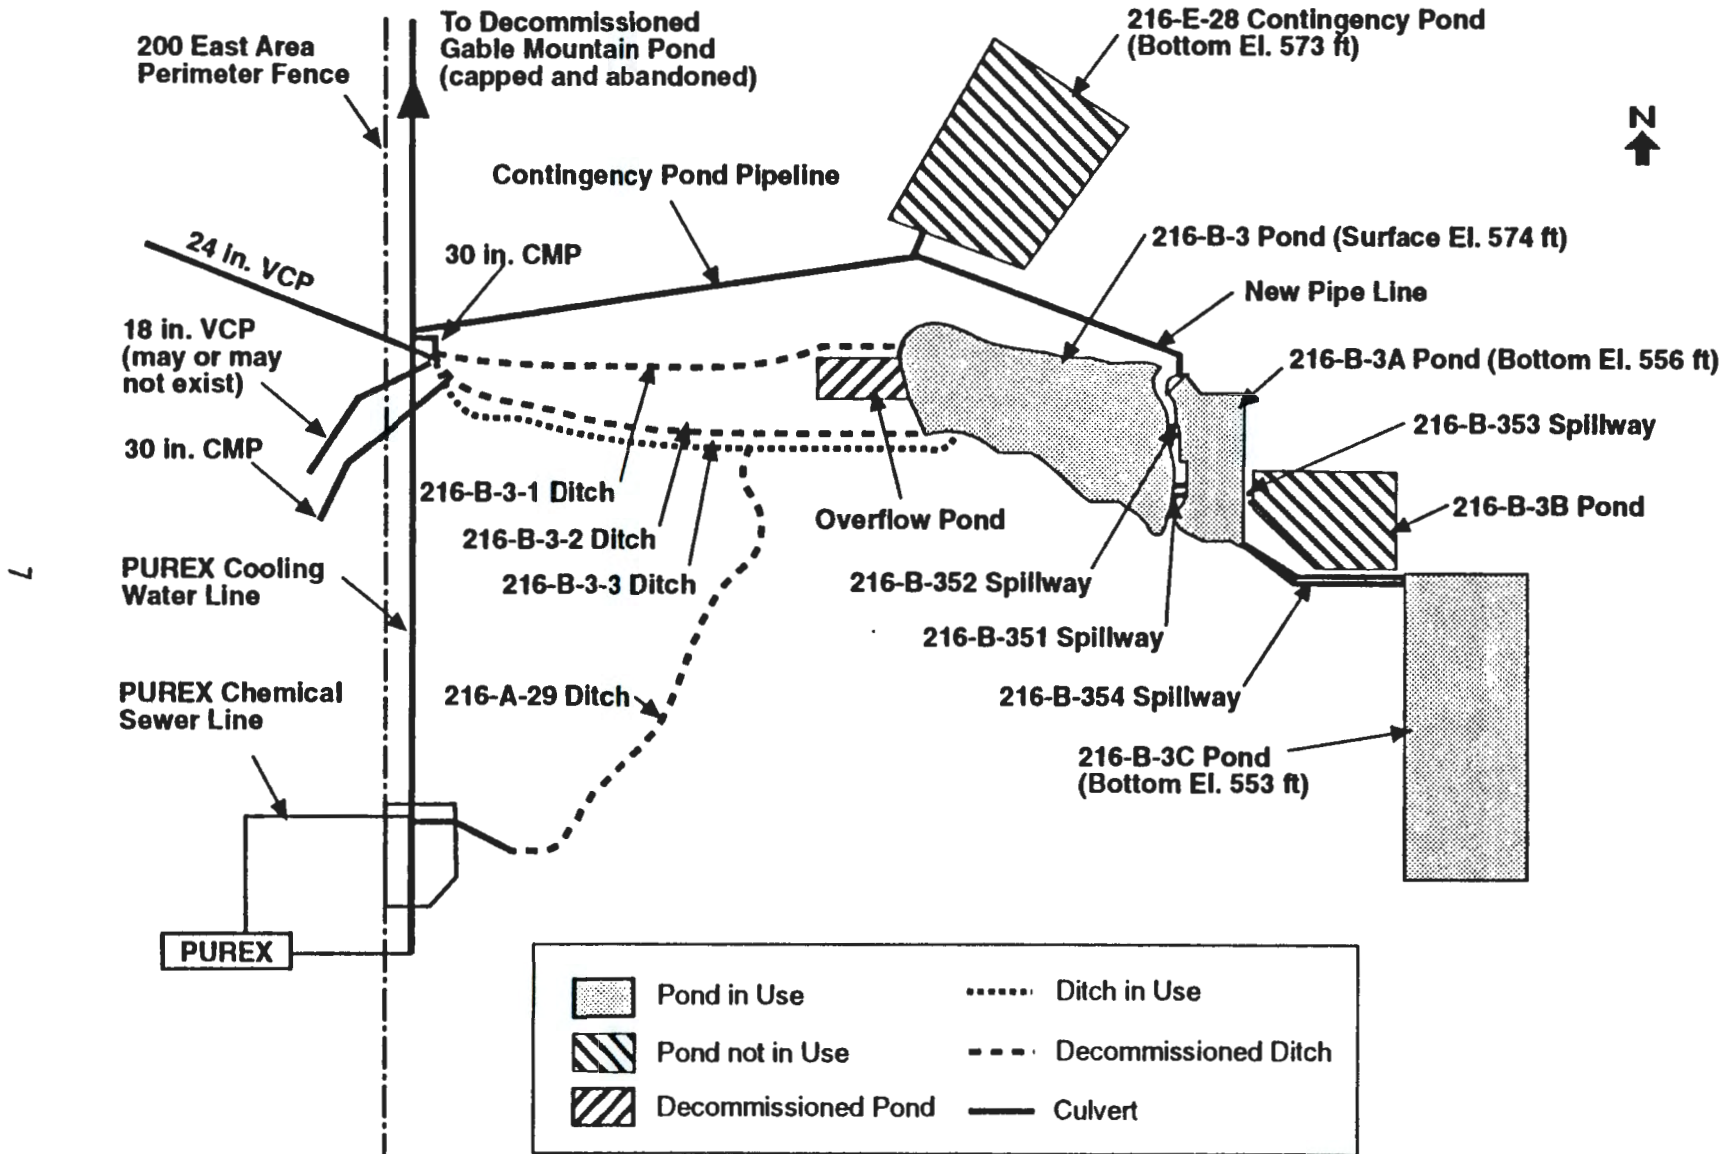 To Decommissioned
Gable Mountain Pond
(capped and abandoned)
200 East Area
Perimeter Fence
216-E-28 Contingency Pond
(Bottom El. 573 ft)
N
Contingency Pond Pipeline
24 in. VCP
30 in. CMP
216-B-3 Pond (Surface El. 574 ft)
New Pipe Line
18 in. VCP
(may or may
not exist)
216-B-3A Pond (Bottom El. 556 ft)
216-B-353 Spillway
30 in. CMP
216-B-3-1 Ditch
Overflow Pond
216-B-3B Pond
216-B-3-2 Ditch
216-B-3-3 Ditch
216-B-352 Spillway
PUREX Cooling
Water Line
7
216-B-351 Spillway
216-A-29 Ditch
216-B-354 Spillway
PUREX Chemical
Sewer Line
216-B-3C Pond
(Bottom El. 553 ft)
PUREX
Pond in Use
Pond not in Use
Decommissioned Pond
Ditch in Use
Decommissioned Ditch
Culvert